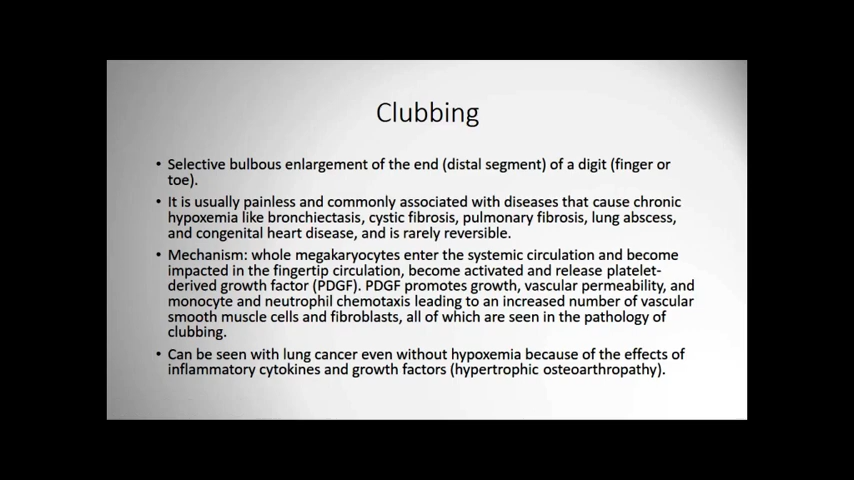 Clubbing
• Selective bulbous enlargement of the end (distal segment) of a digit (finger or
toe).
• It is usually painless and commonly associated with diseases that cause chronic
hypoxemia like bronchiectasis, cystic fibrosis, pulmonary fibrosis, lung abscess,
and congenital heart disease, and is rarely reversible.
• Mechanism: whole megakaryocytes enter the systemic circulation and become
impacted in the fingertip circulation, become activated and release platelet-
derived growth factor (PDGF). PDGF promotes growth, vascular permeability, and
monocyte and neutrophil chemotaxis leading to an increased number of vascular
smooth muscle cells and fibroblasts, all of which are seen in the pathology of
clubbing.
• Can be seen with lung cancer even without hypoxemia because of the effects of
inflammatory cytokines and growth factors (hypertrophic osteoarthropathy).